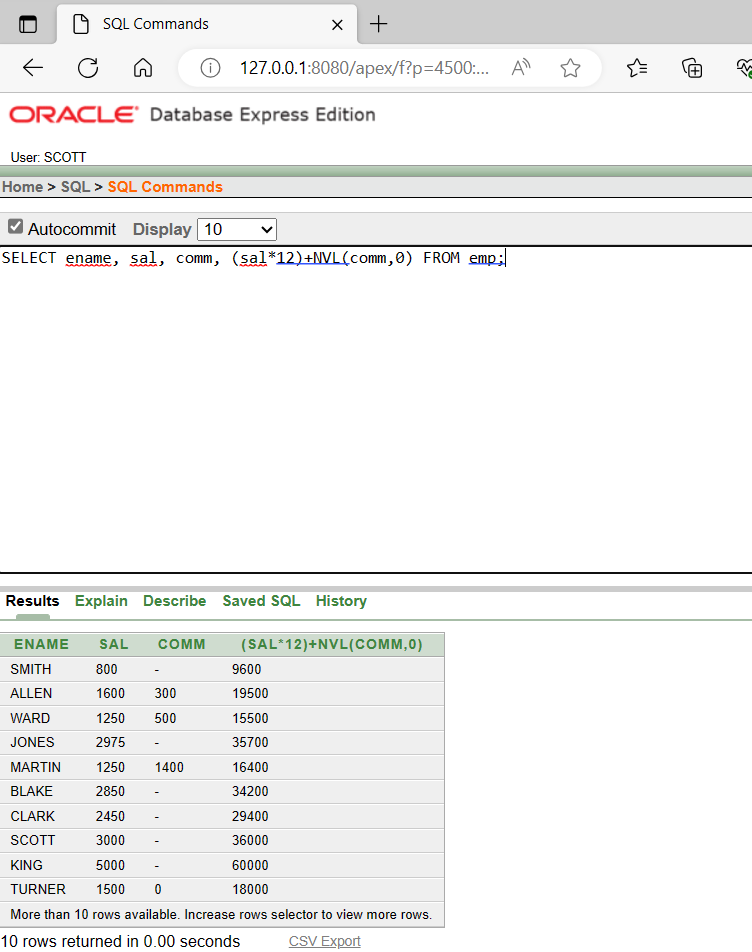 SQL Commands
127.0.0.1:8080/apex/f?p=4500:...
ORACLE® Database Express Edition
User: SCOTT
Home > SQL > SQL Commands
Autocommit Display 10
SELECT ename, sal, comm, (sal*12)+NVL(comm,0) FROM emp;
Results Explain Describe Saved SQL History
ENAME SAL COMM (SAL*12)+NVL(COMM,0)
SMITH 800 - 9600
ALLEN 1600 300 19500
WARD 1250 500 15500
JONES 2975 - 35700
MARTIN 1250 1400 16400
BLAKE 2850 - 34200
CLARK 2450 - 29400
SCOTT 3000 - 36000
KING 5000 - 60000
TURNER 1500 0 18000
More than 10 rows available. Increase rows selector to view more rows.
10 rows returned in 0.00 seconds CSV Export